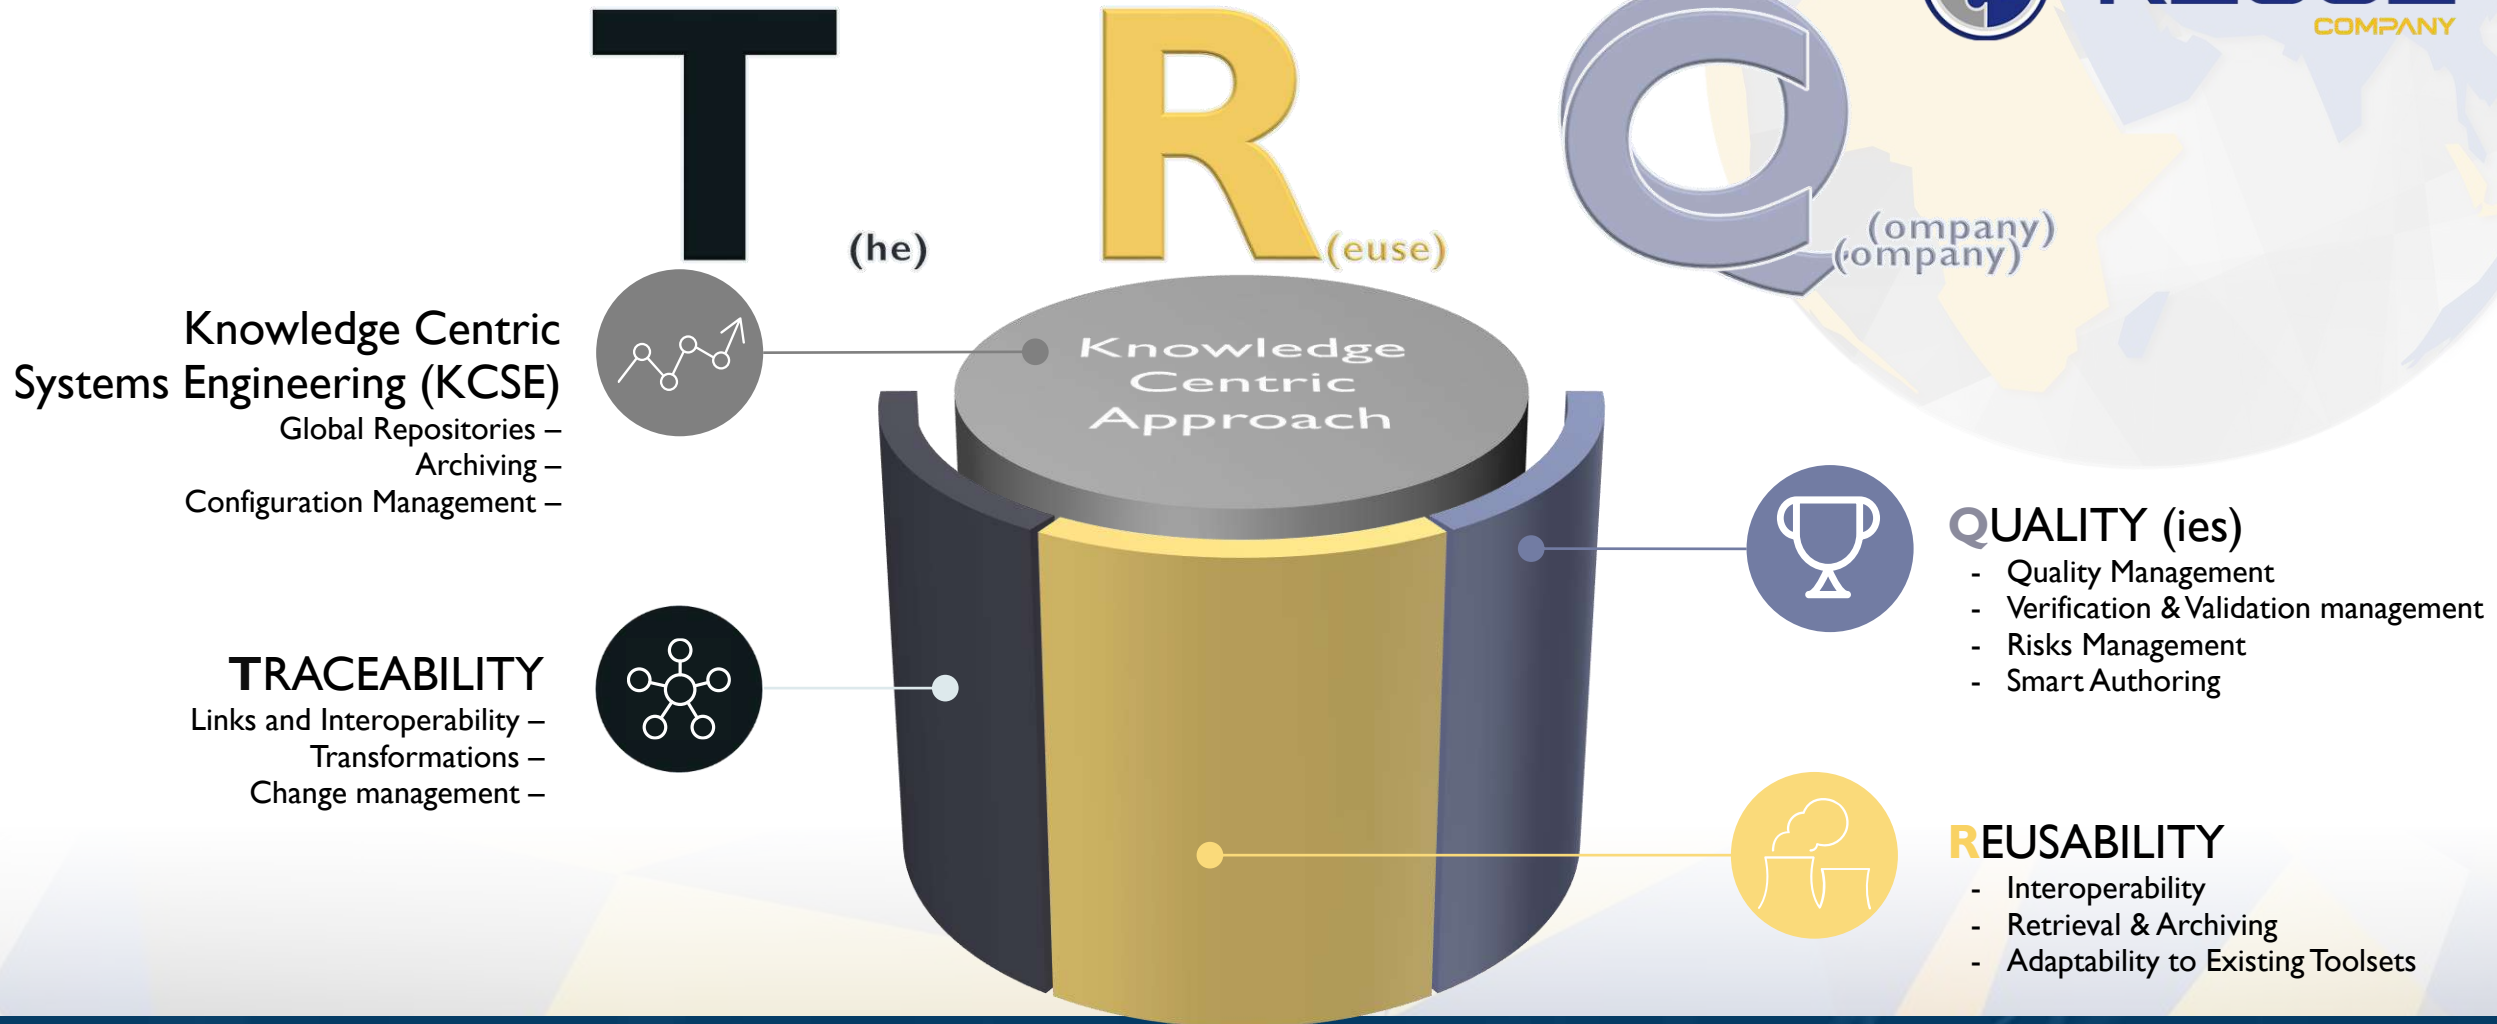 T (he) R (euse) C (ompany)
Q (ompany)
COMPANY
Knowledge Centric
Systems Engineering (KCSE)
Global Repositories –
Archiving –
Configuration Management –
Knowledge
Centric
Approach
TRACEABILITY
Links and Interoperability –
Transformations –
Change management –
QUALITY (ies)
- Quality Management
- Verification & Validation management
- Risks Management
- Smart Authoring
REUSABILITY
- Interoperability
- Retrieval & Archiving
- Adaptability to Existing Toolsets